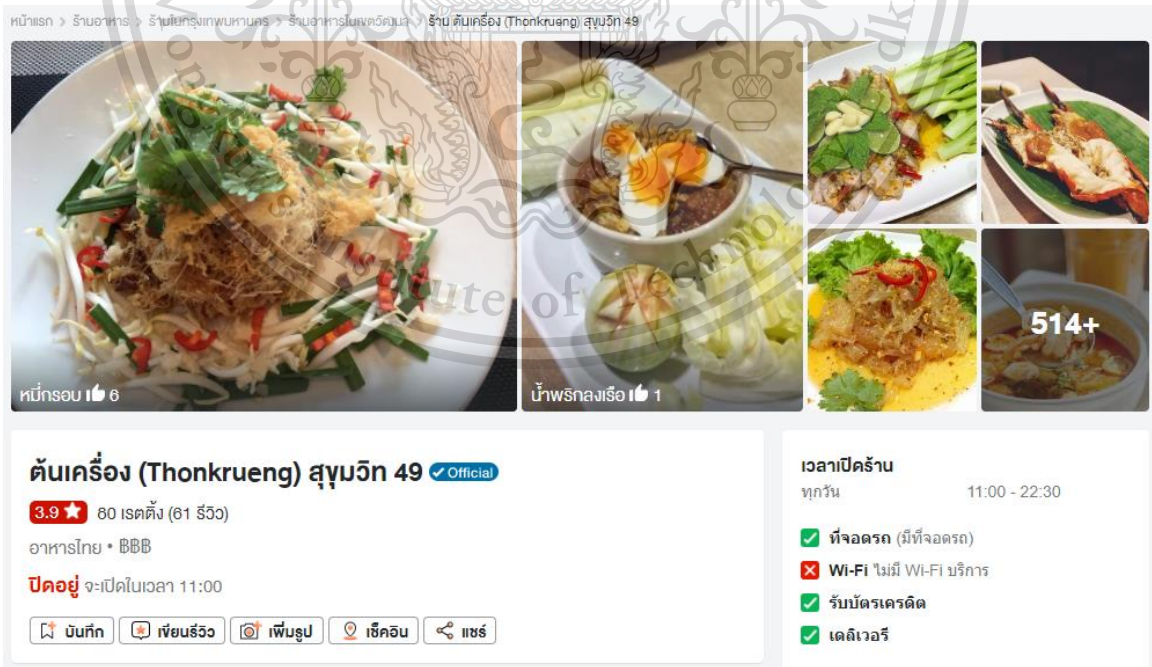 หน้าแรก > ร้านอาหาร > ร้านในกรุงเทพมหานคร > ร้านอาหารในเขตวัฒนา > ร้าน ต้นเครื่อง (Thonkrueng) สุขุมวิท 49
หมี่กรอบ 6
น้ำพริกลงเรือ 1
514+
ute of Technolo
ต้นเครื่อง (Thonkrueng) สุขุมวิท 49 Official
3.9 80 เรตติ้ง (61 รีวิว)
อาหารไทย • ฿฿฿
ปิดอยู่ จะเปิดในเวลา 11:00
บันทึก เขียนรีวิว เพิ่มรูป เช็คอิน แชร์
เวลาเปิดร้าน
ทุกวัน 11:00 - 22:30
ที่จอดรถ (มีที่จอดรถ)
Wi-Fi ไม่มี Wi-Fi บริการ
รับบัตรเครดิต
เดลิเวอรี่